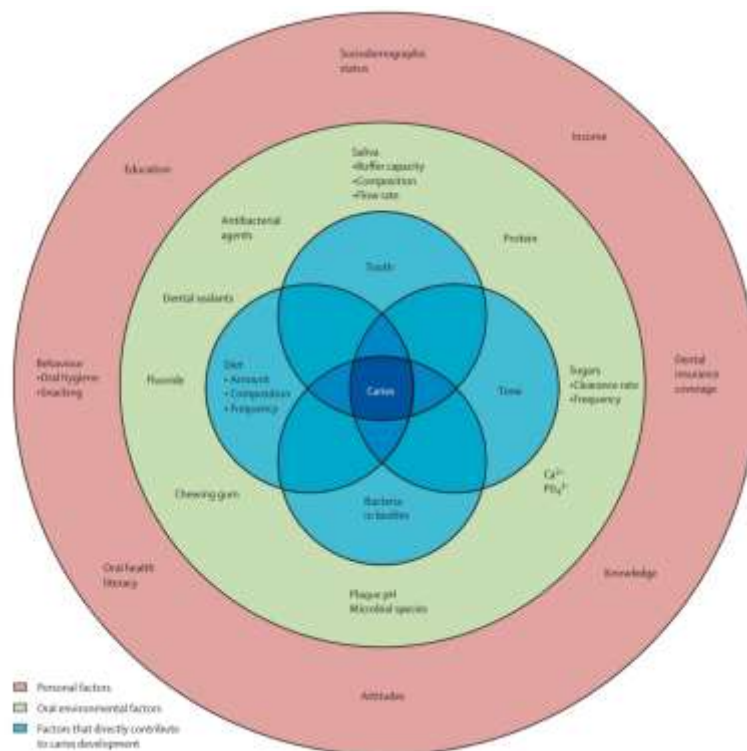 Sociodemographic
status
Income
Education
Saliva
•Buffer capacity
•Composition
•Flow rate
Antibacterial
agents
Protein
Tooth
Dental sealants
Behaviour
•Oral hygiene
•Snacking
Fluoride
Diet
• Amount
• Composition
• Frequency
Caries
Time
Sugars
•Clearance rate
•Frequency
Dental
insurance
coverage
Chewing gum
Bacteria
in biofilm
Ca²⁺
PO₄³⁻
Oral health
literacy
Knowledge
Plaque pH
Microbial species
Attitudes
Personal factors
Oral environmental factors
Factors that directly contribute
to caries development